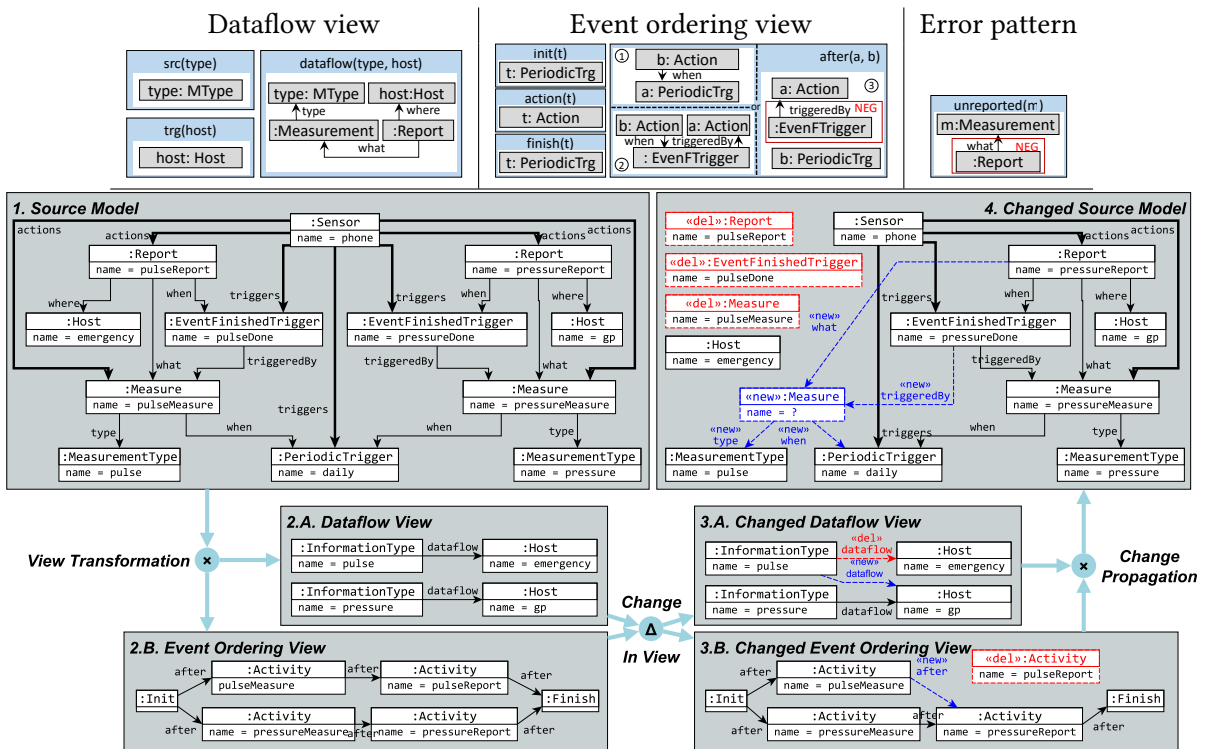 Dataflow view
Event ordering view
Error pattern
src(type)
type: MType
trg(host)
host: Host
dataflow(type, host)
type: MType
host:Host
type
where
:Measurement
:Report
what
init(t)
t: PeriodicTrg
action(t)
t: Action
finish(t)
t: PeriodicTrg
①
b: Action
when
a: PeriodicTrg
or
b: Action
a: Action
when
triggeredBy
②
: EvenFTrigger
after(a, b)
③
a: Action
triggeredBy
NEG
:EvenFTrigger
b: PeriodicTrg
unreported(m)
m:Measurement
what
NEG
:Report
1. Source Model
:Sensor
name = phone
actions
actions
actions
actions
:Report
name = pulseReport
:Report
name = pressureReport
where
when
triggers
triggers
when
where
:Host
name = emergency
:EventFinishedTrigger
name = pulseDone
:EventFinishedTrigger
name = pressureDone
:Host
name = gp
what
triggeredBy
triggeredBy
what
:Measure
name = pulseMeasure
:Measure
name = pressureMeasure
triggers
type
when
when
type
:MeasurementType
name = pulse
:PeriodicTrigger
name = daily
:MeasurementType
name = pressure
4. Changed Source Model
«del»:Report
name = pulseReport
:Sensor
name = phone
actions
actions
«del»:EventFinishedTrigger
name = pulseDone
:Report
name = pressureReport
«del»:Measure
name = pulseMeasure
triggers
when
where
«new»
what
:EventFinishedTrigger
name = pressureDone
:Host
name = gp
:Host
name = emergency
triggeredBy
what
«new»:Measure
name = ?
«new»
triggeredBy
:Measure
name = pressureMeasure
«new»
type
«new»
when
triggers
when
type
:MeasurementType
name = pulse
:PeriodicTrigger
name = daily
:MeasurementType
name = pressure
View Transformation
×
2.A. Dataflow View
:InformationType
name = pulse
dataflow
:Host
name = emergency
:InformationType
name = pressure
dataflow
:Host
name = gp
Change
Δ
In View
3.A. Changed Dataflow View
:InformationType
name = pulse
«del»
dataflow
:Host
name = emergency
«new»
dataflow
:InformationType
name = pressure
dataflow
:Host
name = gp
×
Change
Propagation
2.B. Event Ordering View
:Init
after
:Activity
pulseMeasure
after
:Activity
name = pulseReport
after
:Finish
after
:Activity
name = pressureMeasure
after
:Activity
name = pressureReport
after
3.B. Changed Event Ordering View
:Init
after
:Activity
name = pulseMeasure
«new»
after
«del»:Activity
name = pulseReport
after
:Activity
name = pressureMeasure
after
:Activity
name = pressureReport
after
:Finish